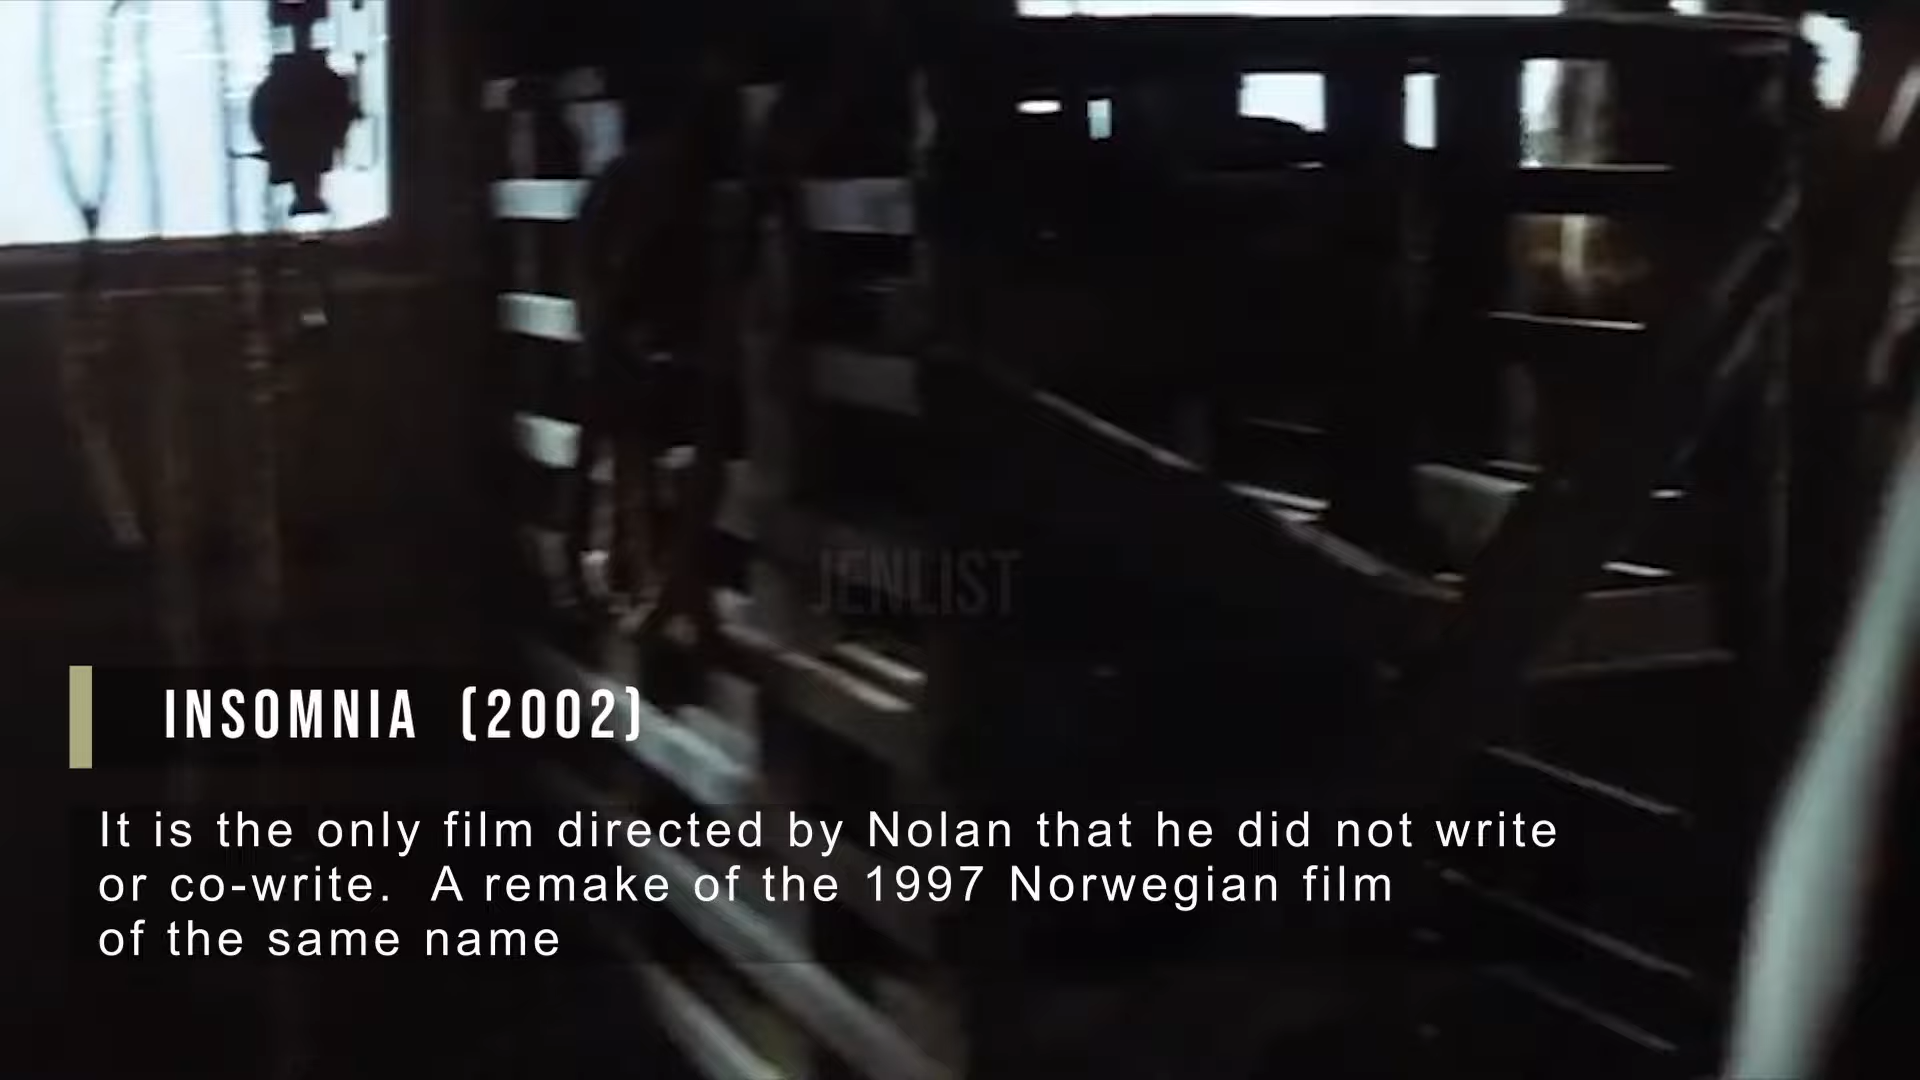 JENLIST
INSOMNIA (2002)
It is the only film directed by Nolan that he did not write
or co-write. A remake of the 1997 Norwegian film
of the same name